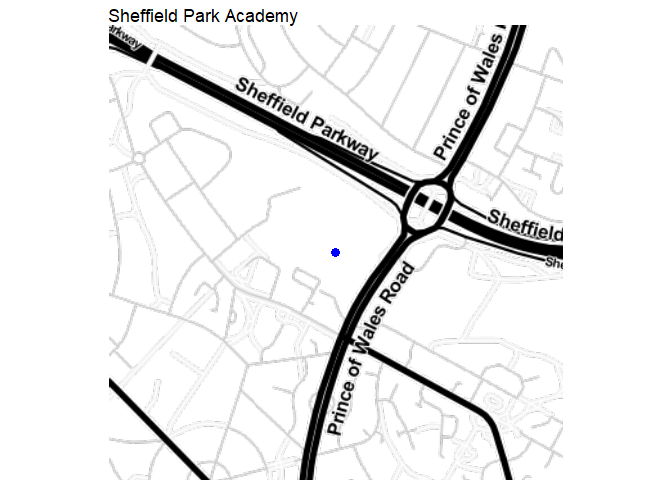 Sheffield Park Academy
arkway
Sheffield Parkway
Prince of Wales
Sheffield
She
Prince of Wales Road